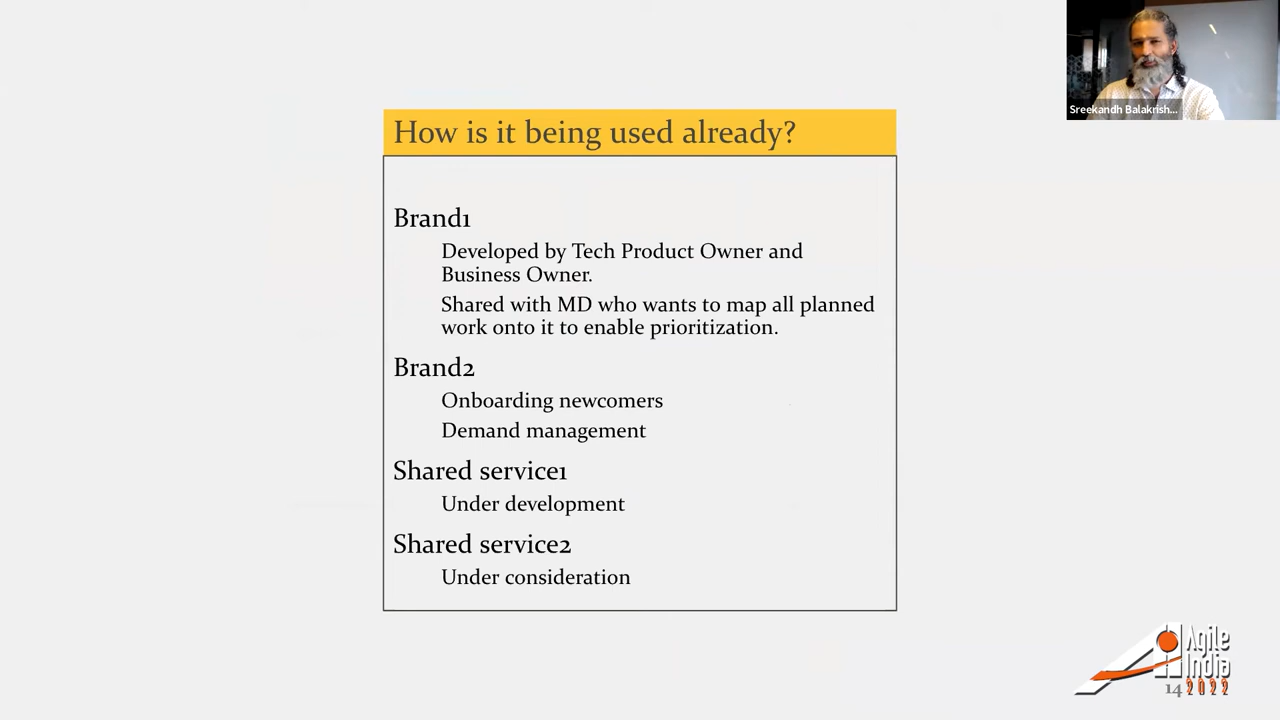 Sreekandh Balakrish...
How is it being used already?
Brand1
Developed by Tech Product Owner and
Business Owner.
Shared with MD who wants to map all planned
work onto it to enable prioritization.
Brand2
Onboarding newcomers
Demand management
Shared service1
Under development
Shared service2
Under consideration
Agile
India
14 2022